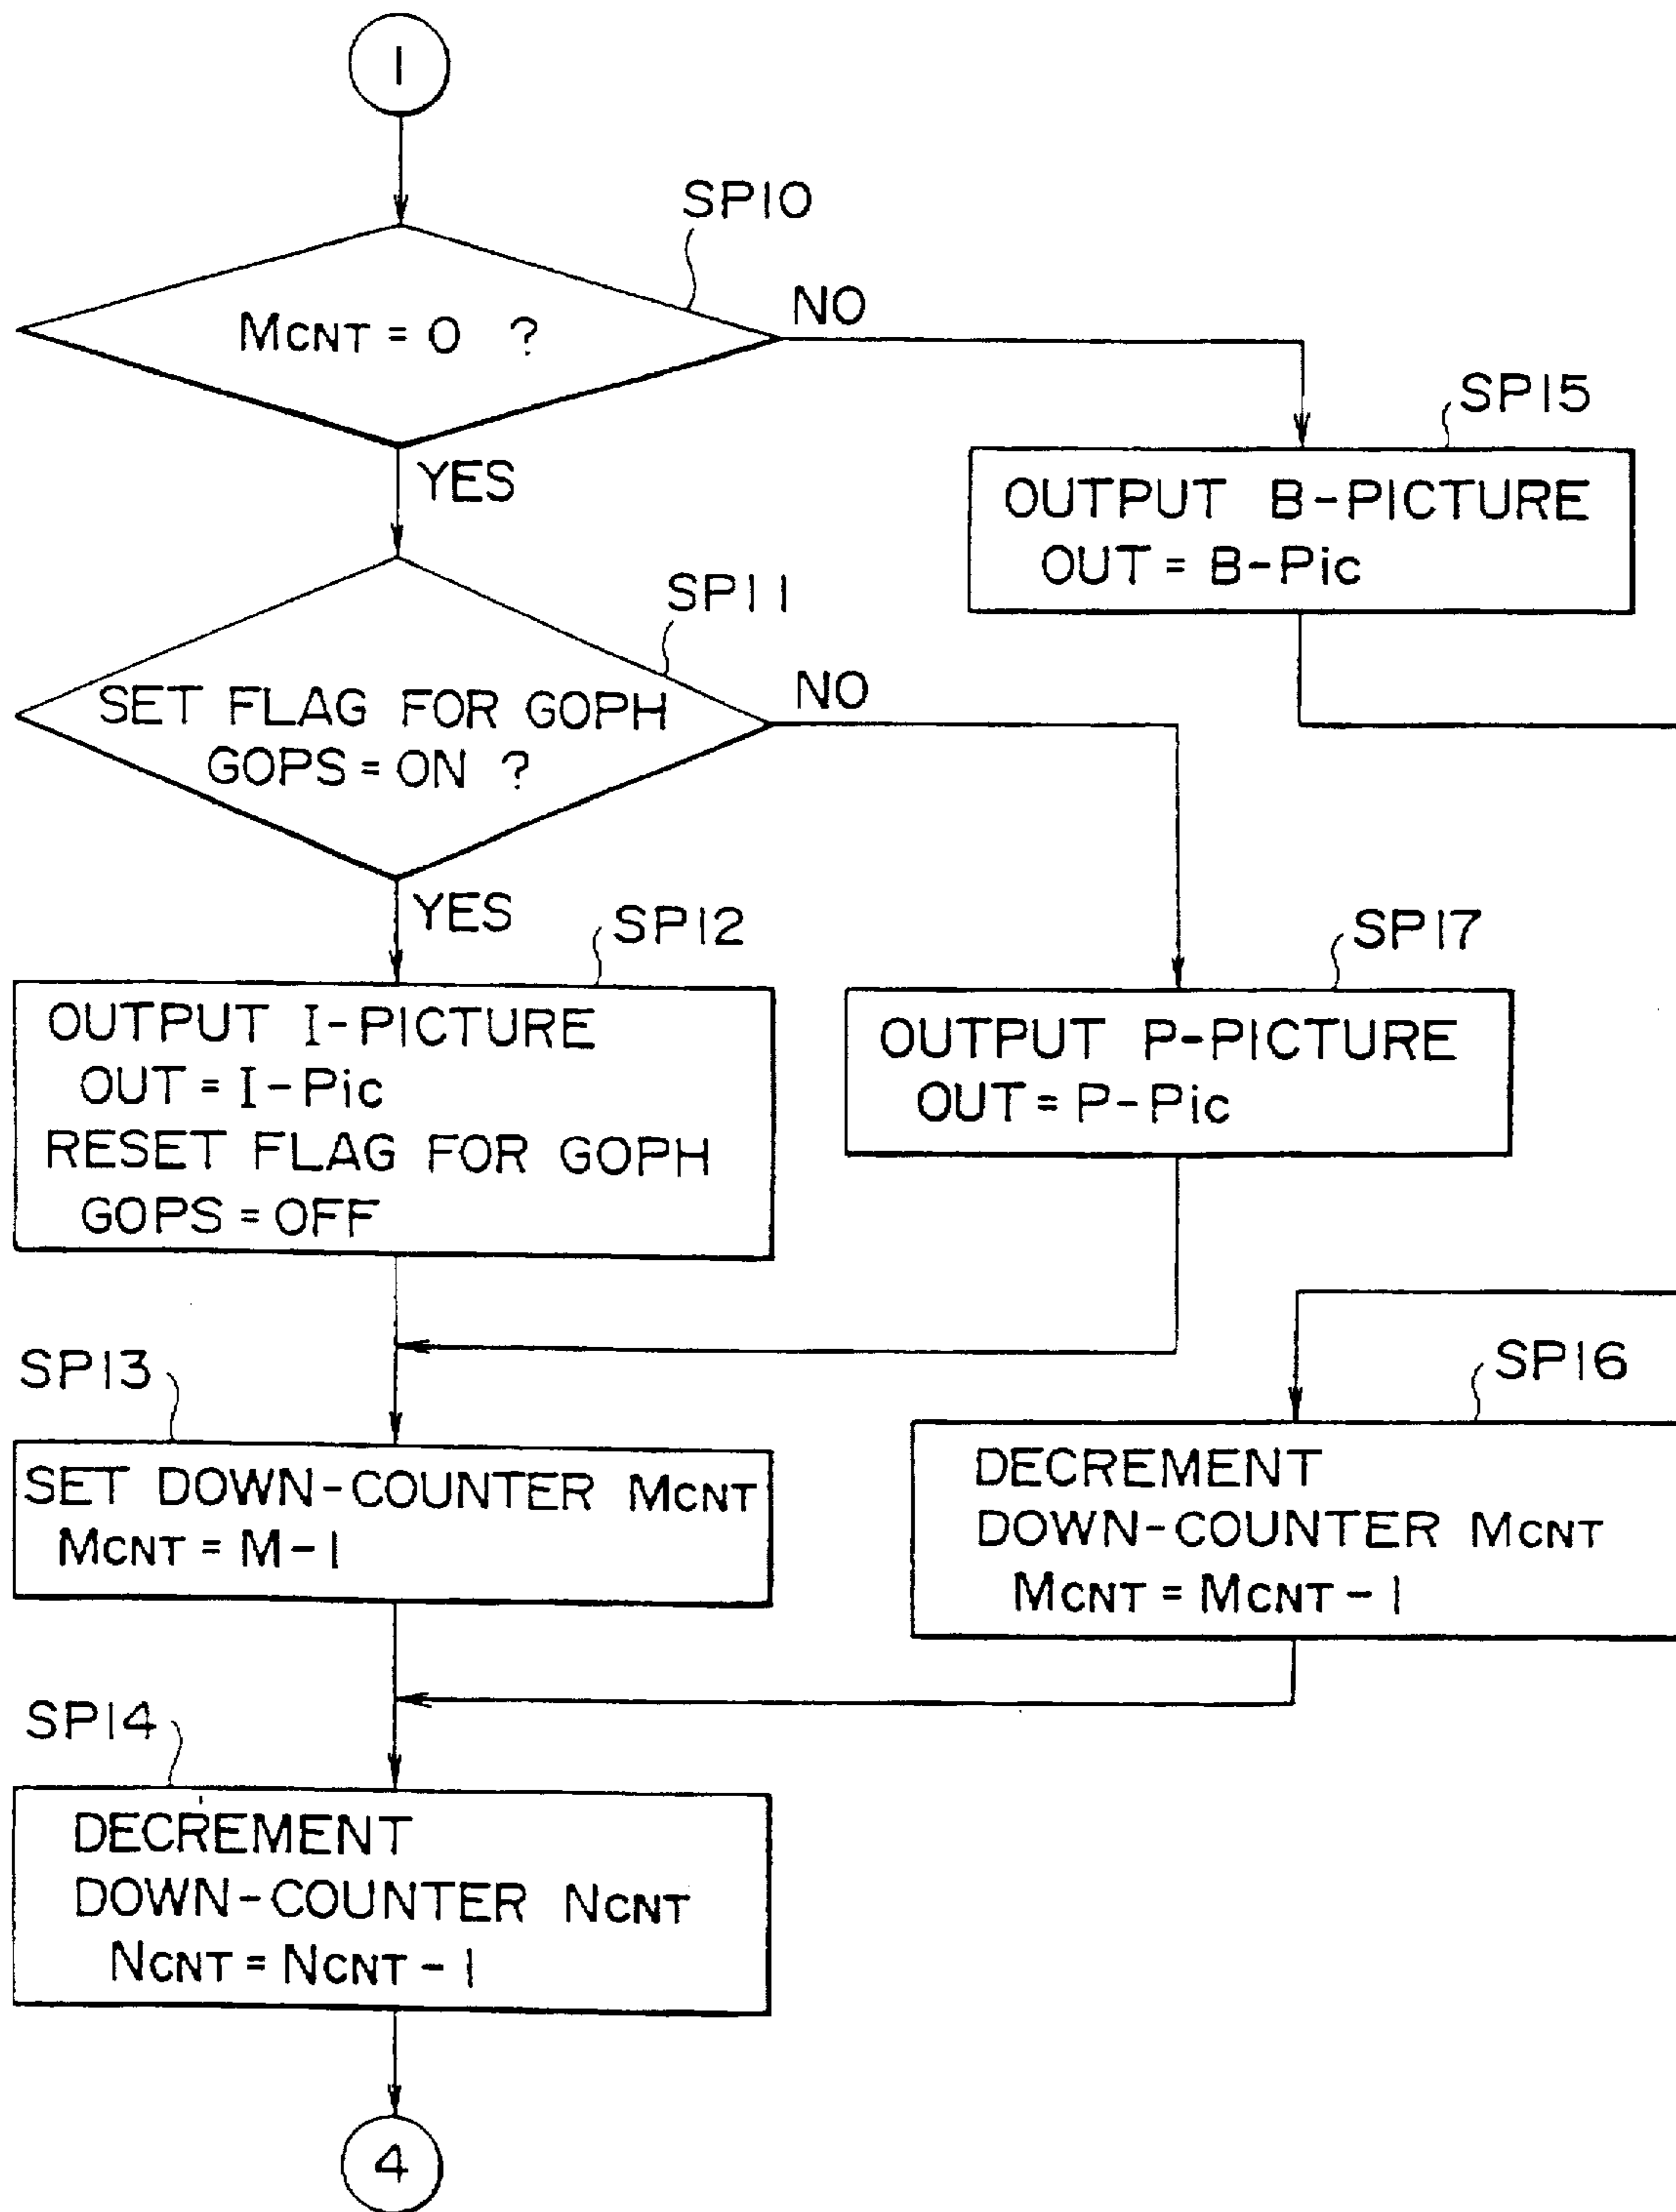 1
SP10
MCNT = 0 ?
NO
YES
SP15
OUTPUT B-PICTURE
OUT = B-Pic
SP11
SET FLAG FOR GOPH
GOPS = ON ?
NO
YES
SP12
OUTPUT I-PICTURE
OUT = I-Pic
RESET FLAG FOR GOPH
GOPS = OFF
SP17
OUTPUT P-PICTURE
OUT = P-Pic
SP13
SET DOWN-COUNTER MCNT
MCNT = M-1
SP16
DECREMENT
DOWN-COUNTER MCNT
MCNT = MCNT - 1
SP14
DECREMENT
DOWN-COUNTER NCNT
NCNT = NCNT - 1
4